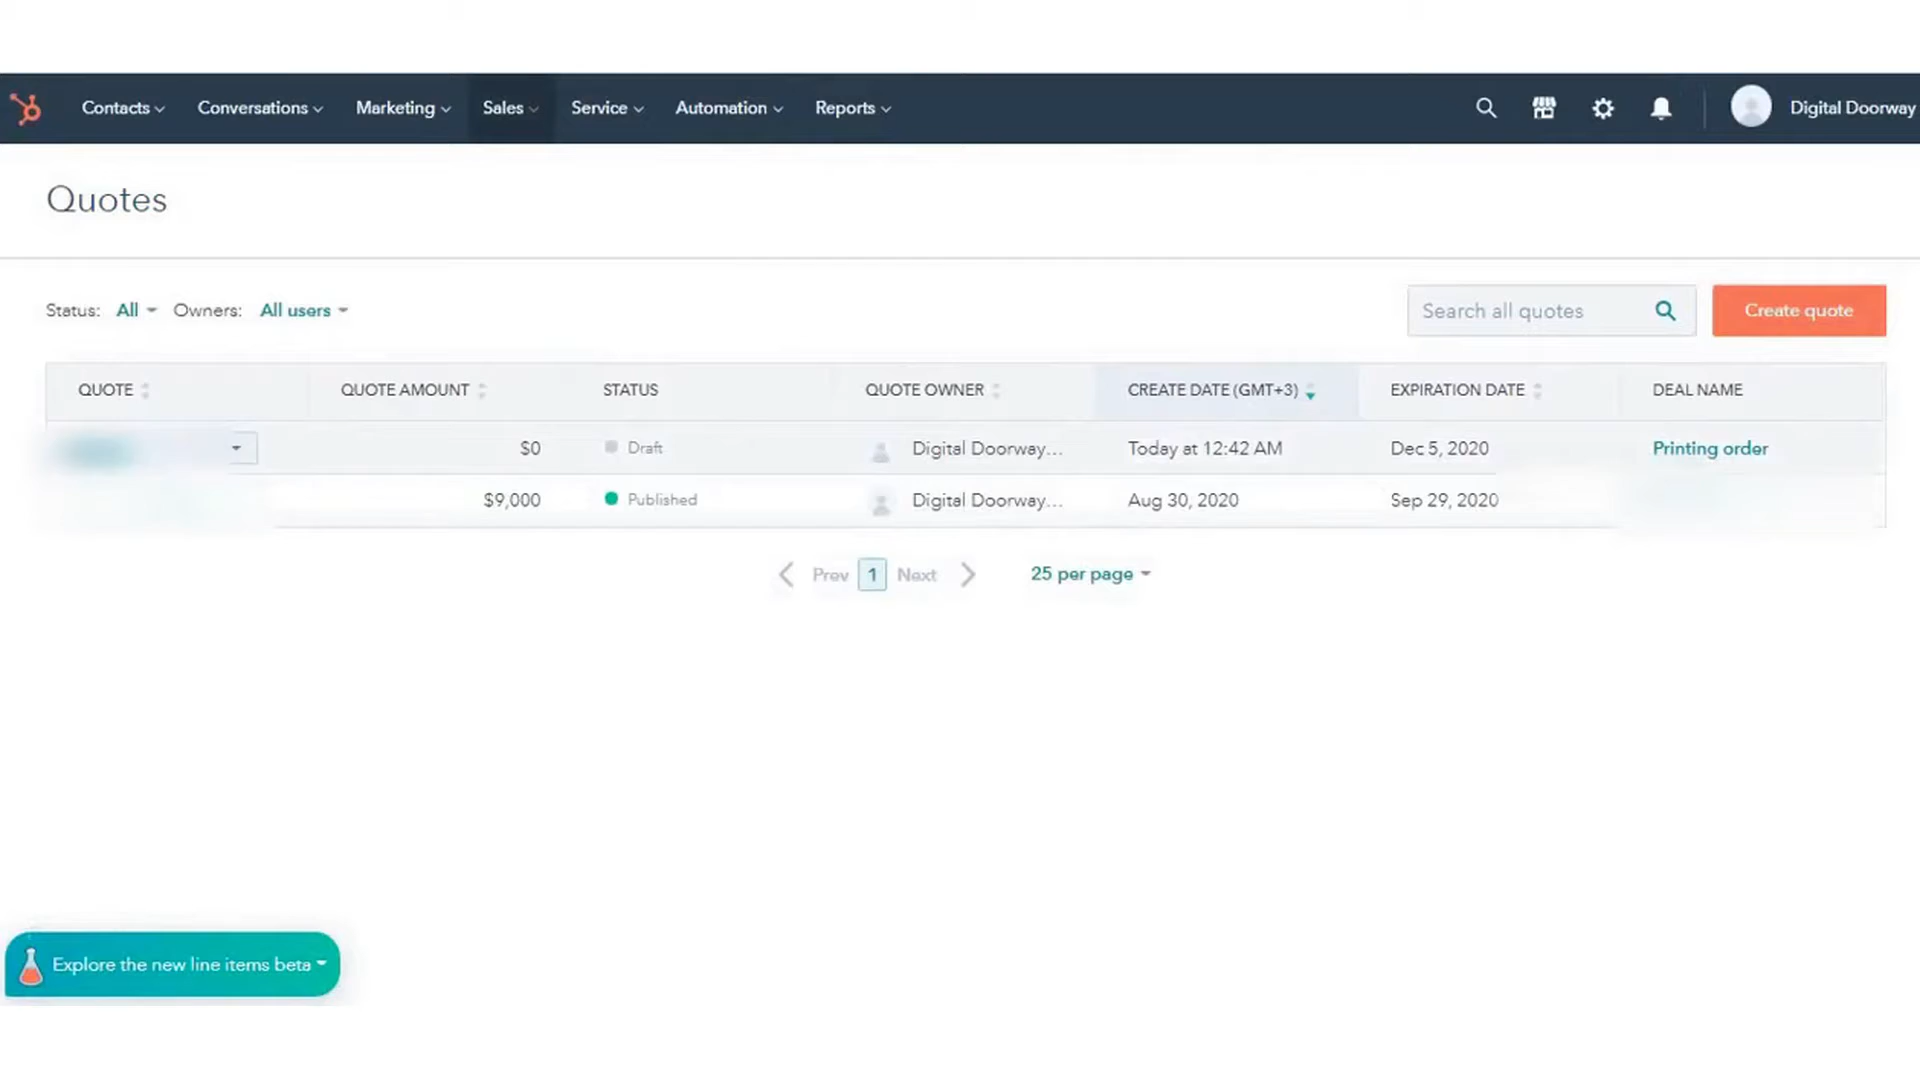 Contacts Conversations Marketing Sales Service Automation Reports Digital Doorway
Quotes
Status: All Owners: All users Search all quotes Create quote
QUOTE QUOTE AMOUNT STATUS QUOTE OWNER CREATE DATE (GMT+3) EXPIRATION DATE DEAL NAME
$0 Draft Digital Doorway... Today at 12:42 AM Dec 5, 2020 Printing order
$9,000 Published Digital Doorway... Aug 30, 2020 Sep 29, 2020
Prev 1 Next 25 per page
Explore the new line items beta